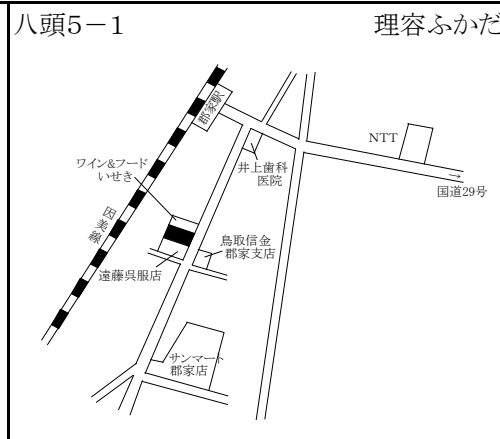 八頭5－1
理容ふかだ
郡家駅
NTT
井上歯科
医院
→
国道29号
ワイン&フード
いせき
因美線
鳥取信金
郡家支店
遠藤呉服店
サンマート
郡家店